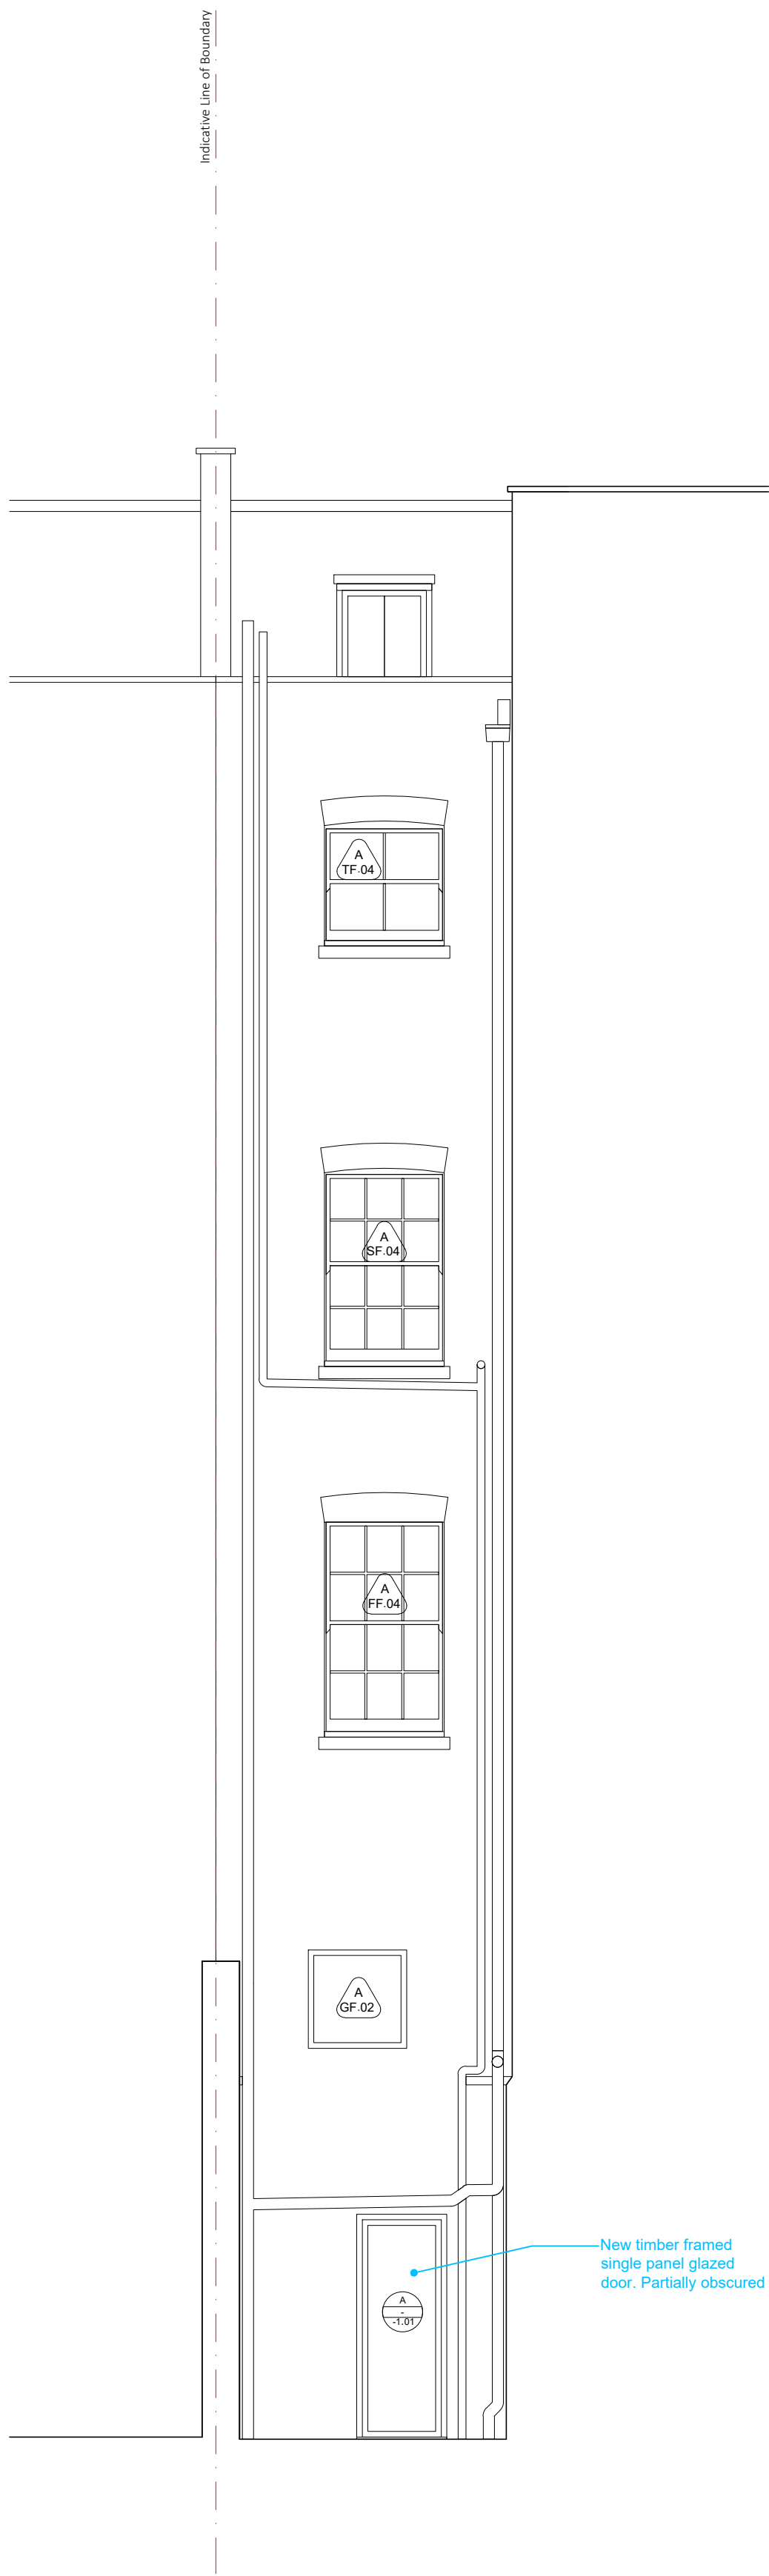 Indicative Line of Boundary
A
TF.04
A
SF.04
A
FF.04
A
GF.02
New timber framed
single panel glazed
door. Partially obscured
A
-
-1.01